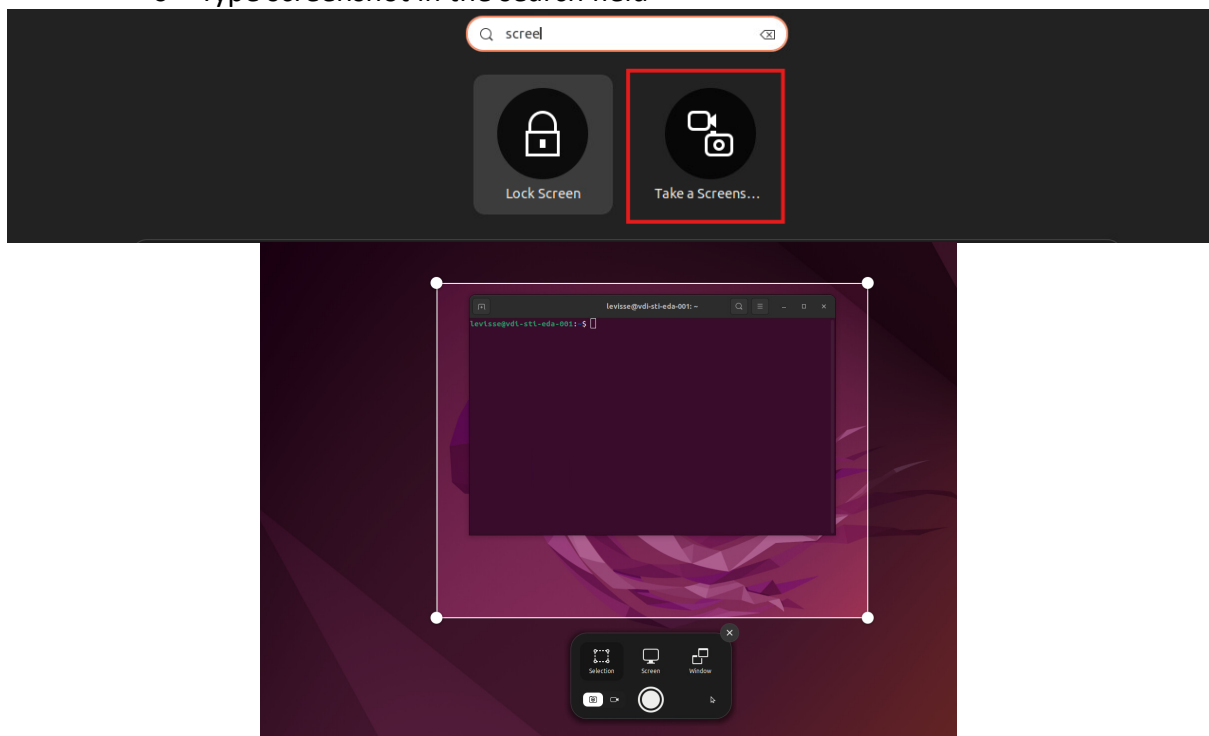 Type screenshot in the search field
scree
Lock Screen
Take a Screens...
levisse@vdi-sti-eda-001: ~
levisse@vdi-sti-eda-001:~$
Selection
Screen
Window